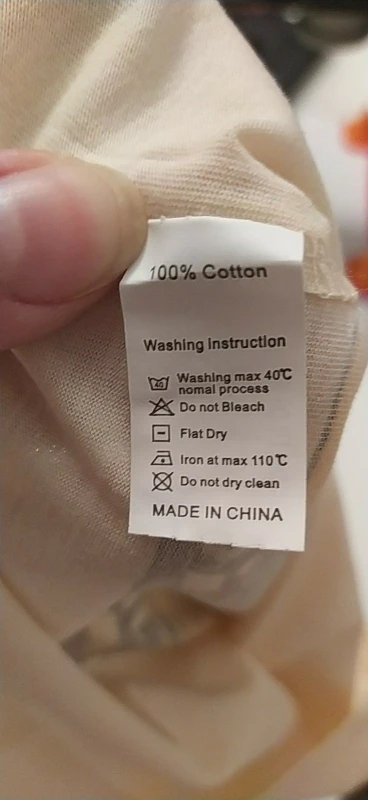 100% Cotton
Washing instruction
40
Washing max 40℃
nomal process
Do not Bleach
Flat Dry
Iron at max 110℃
Do not dry clean
MADE IN CHINA